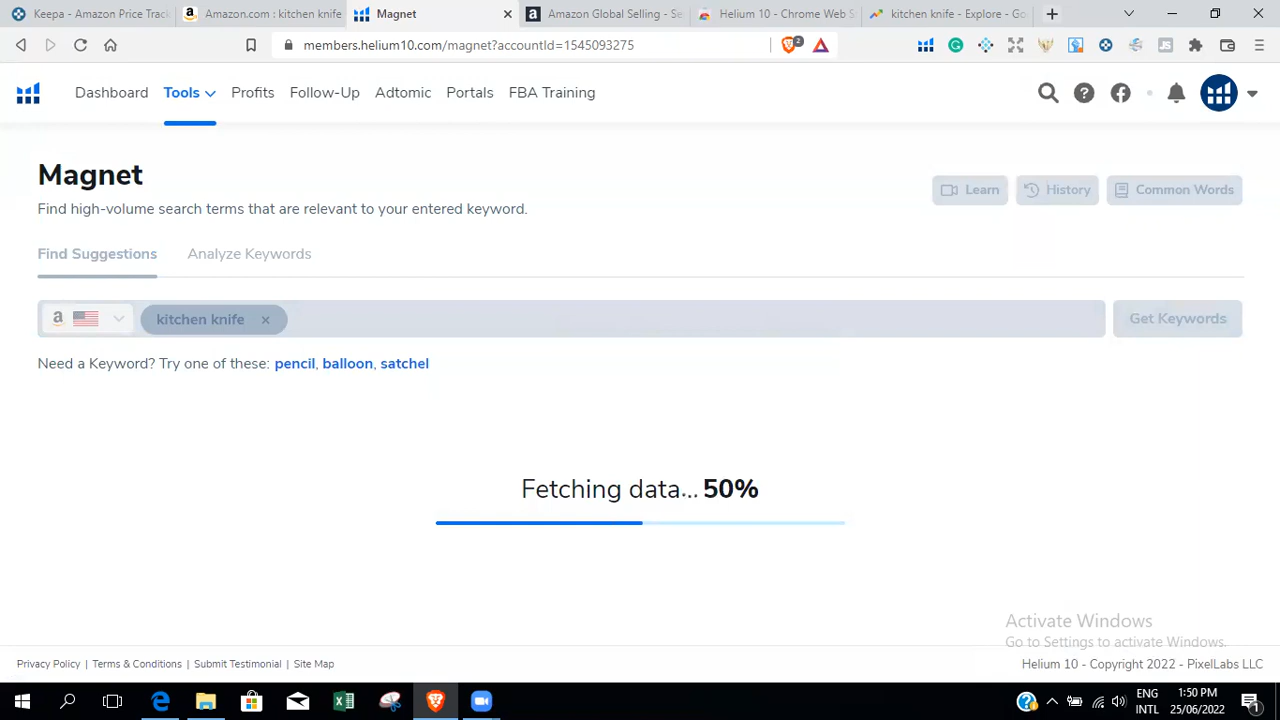 Keepa - Amazon Price Track
Amazon.com : kitchen knife
Magnet
Amazon Global Selling - Se
Helium 10 - Chrome Web S
kitchen knife - Explore - Go
members.helium10.com/magnet?accountId=1545093275
2
Dashboard
Tools
Profits
Follow-Up
Adtomic
Portals
FBA Training
Magnet
Find high-volume search terms that are relevant to your entered keyword.
Learn
History
Common Words
Find Suggestions
Analyze Keywords
kitchen knife ×
Get Keywords
Need a Keyword? Try one of these: pencil, balloon, satchel
Fetching data... 50%
Activate Windows
Go to Settings to activate Windows.
Privacy Policy | Terms & Conditions | Submit Testimonial | Site Map
Helium 10 - Copyright 2022 - PixelLabs LLC
ENG
INTL
1:50 PM
25/06/2022
1